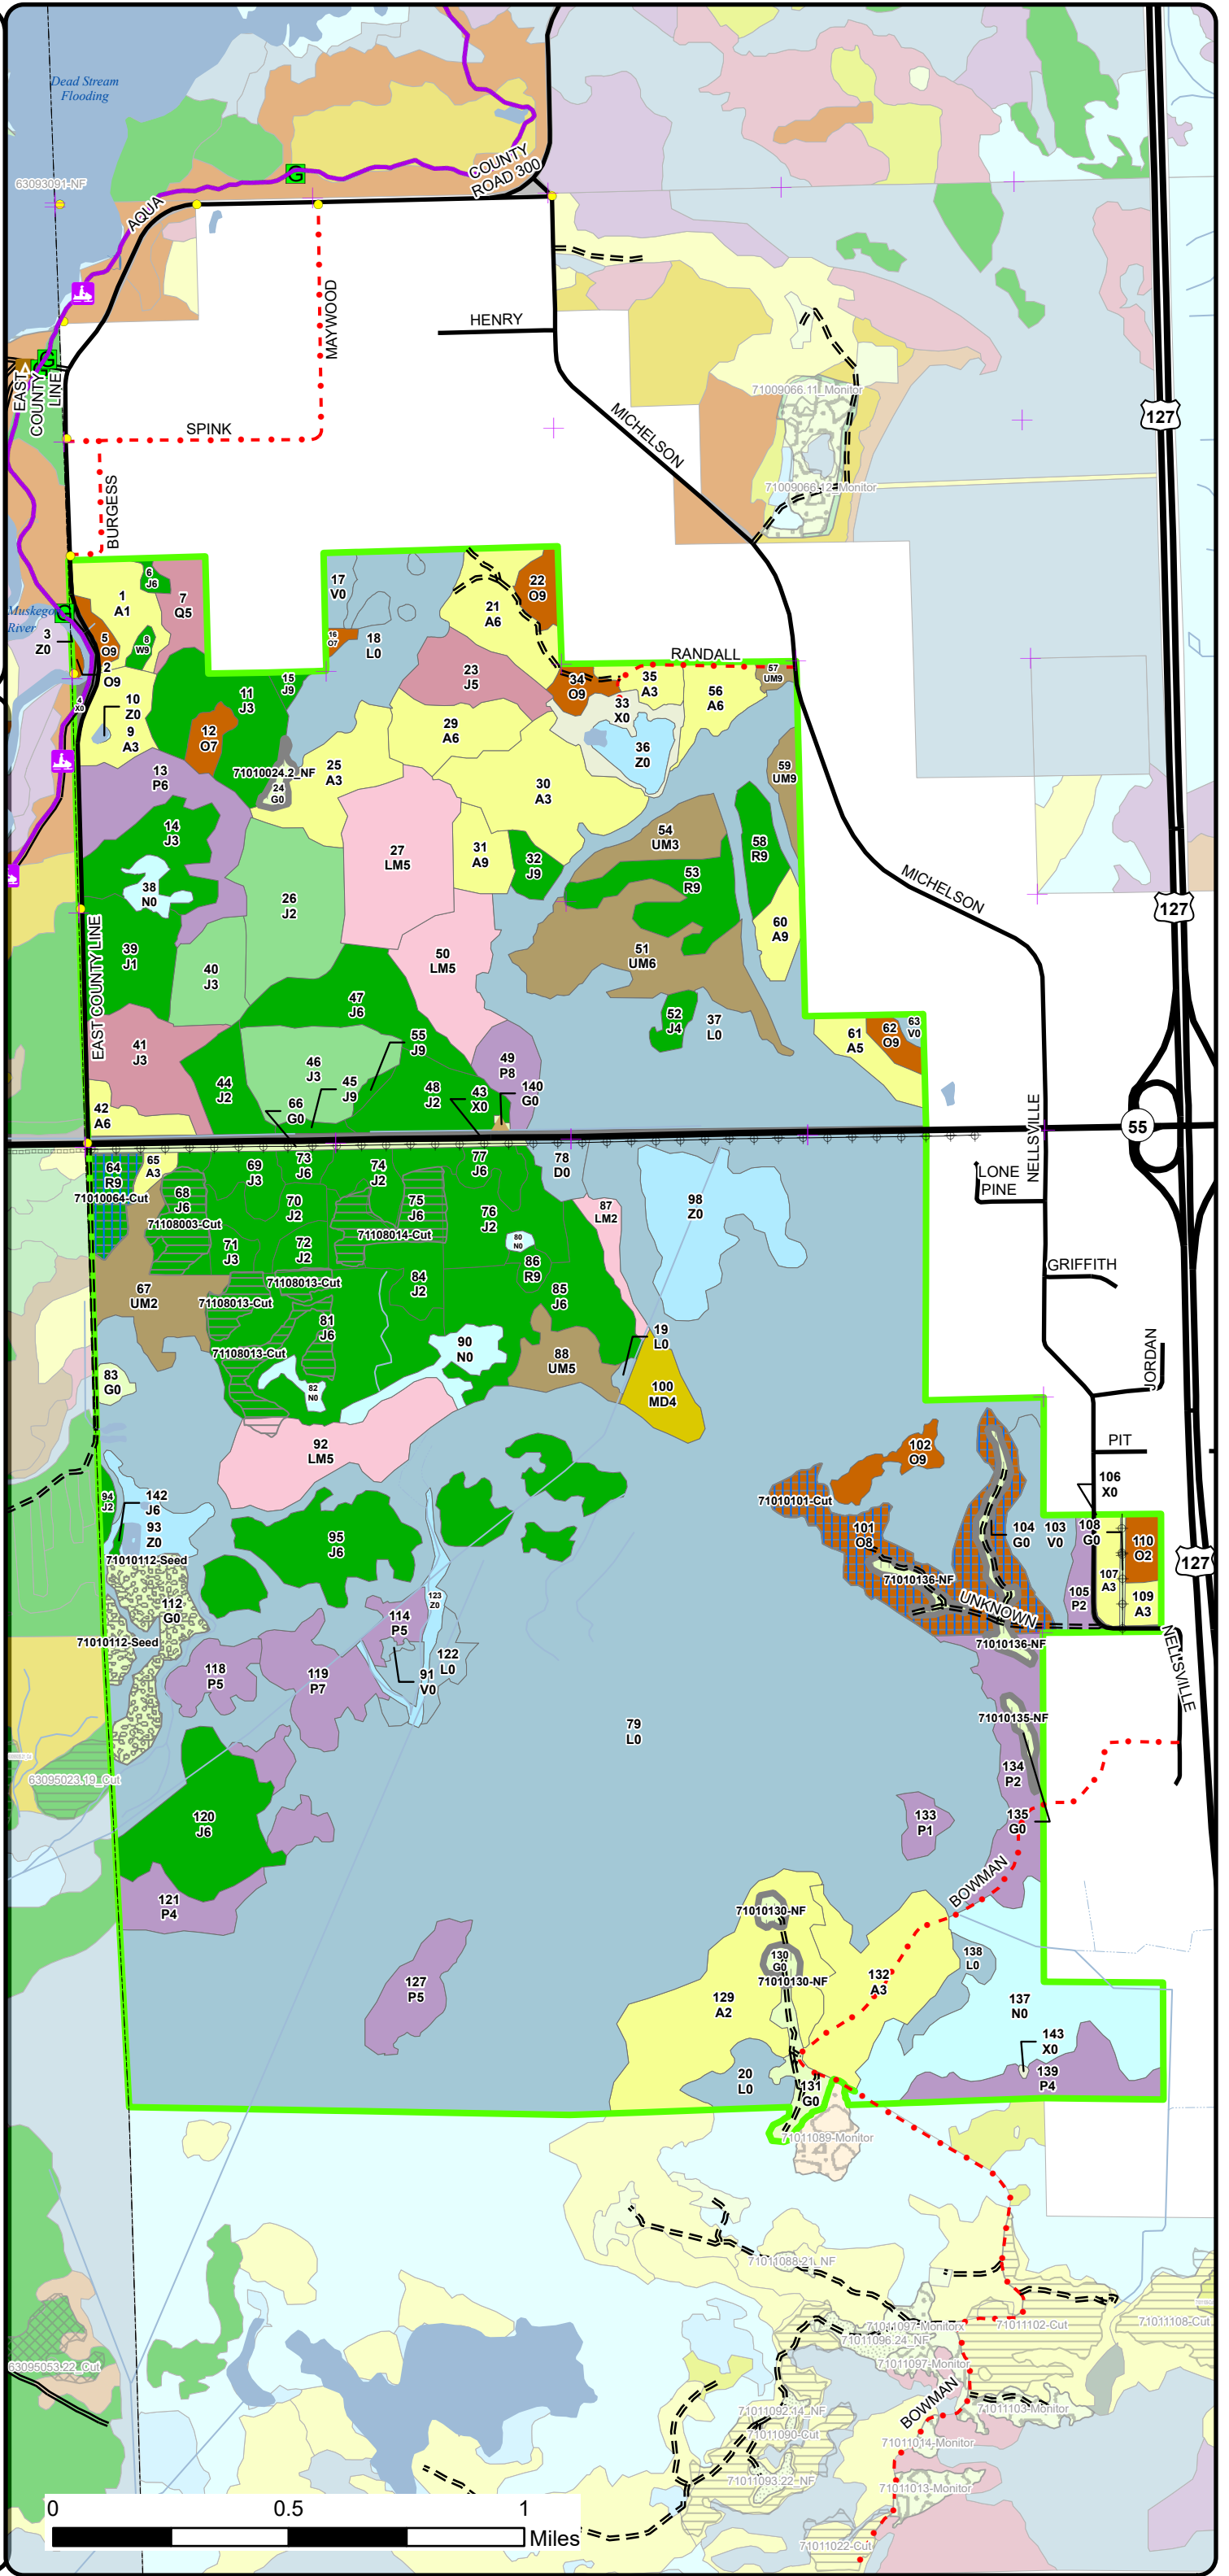 Dead Stream
Flooding
63093091-NF
AQUA
G
COUNTY
ROAD 300
HENRY
MAYWOOD
MICHELSON
127
71009066.11_Monitor
71009066.12_Monitor
G
EAST
COUNTY
LINE
SPINK
BURGESS
G
Muskegon
River
1
A1
6
J6
7
Q5
3
Z0
5
O9
8
W9
2
O9
4
X0
10
Z0
9
A3
17
V0
16
O7
18
L0
21
A6
22
O9
RANDALL
57
UM9
15
J9
11
J3
12
O7
23
J5
34
O9
35
A3
56
A6
33
X0
36
Z0
29
A6
13
P6
71010024.2_NF
24
G0
25
A3
30
A3
59
UM9
14
J3
27
LM5
31
A9
32
J9
54
UM3
53
R9
58
R9
38
N0
26
J2
MICHELSON
127
39
J1
40
J3
50
LM5
51
UM6
60
A9
EAST COUNTY LINE
47
J6
52
J4
37
L0
61
A5
62
O9
63
V0
41
J3
46
J3
55
J9
49
P8
44
J2
45
J9
48
J2
43
X0
140
G0
42
A6
66
G0
NELLSVILLE
55
64
R9
65
A3
71010064-Cut
68
J6
71108003-Cut
69
J3
73
J6
74
J2
77
J6
78
D0
70
J2
75
J6
71108014-Cut
76
J2
87
LM2
98
Z0
LONE
PINE
71
J3
72
J2
80
N0
86
R9
GRIFFITH
67
UM2
71108013-Cut
71108013-Cut
84
J2
85
J6
81
J6
71108013-Cut
90
N0
88
UM5
19
L0
83
G0
82
N0
100
MD4
JORDAN
92
LM5
102
O9
PIT
106
X0
94
J2
142
J6
93
Z0
95
J6
71010101-Cut
101
O8
104
G0
103
V0
108
G0
110
O2
127
71010112-Seed
112
G0
71010136-NF
107
A3
109
A3
105
P2
123
Z0
114
P5
UNKNOWN
71010112-Seed
71010136-NF
118
P5
119
P7
122
L0
91
V0
NELLSVILLE
79
L0
71010135-NF
63095023.19_Cut
134
P2
120
J6
133
P1
135
G0
121
P4
BOWMAN
71010130-NF
130
G0
71010130-NF
132
A3
138
L0
127
P5
129
A2
137
N0
143
X0
20
L0
131
G0
139
P4
71011089-Monitor
71011088-21_NF
71011097-Monitorx
71011102-Cut
71011108-Cut
71011096.24_NF
71011097-Monitor
63095053.22_Cut
BOWMAN
71011092.14_NF
71011103-Monitor
71011090-Cut
71011014-Monitor
71011093.22_NF
71011013-Monitor
0 0.5 1
Miles
71011022-Cut